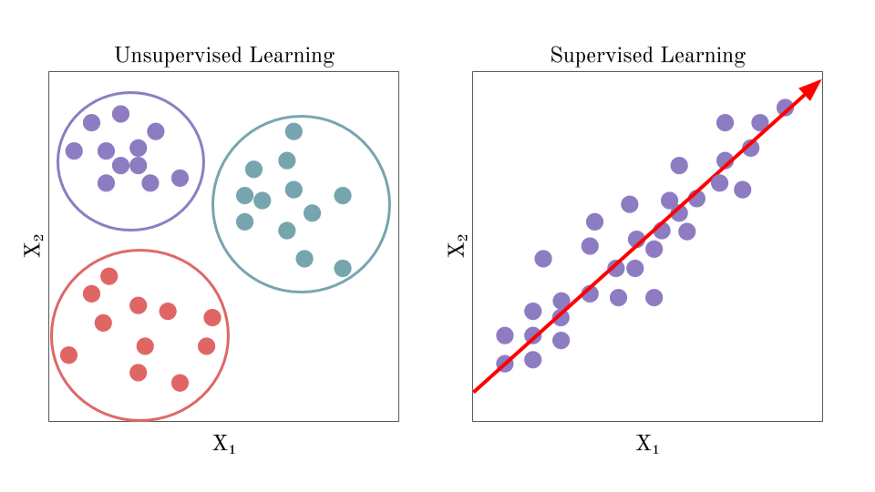 Unsupervised Learning
X₂
X₁
Supervised Learning
X₂
X₁